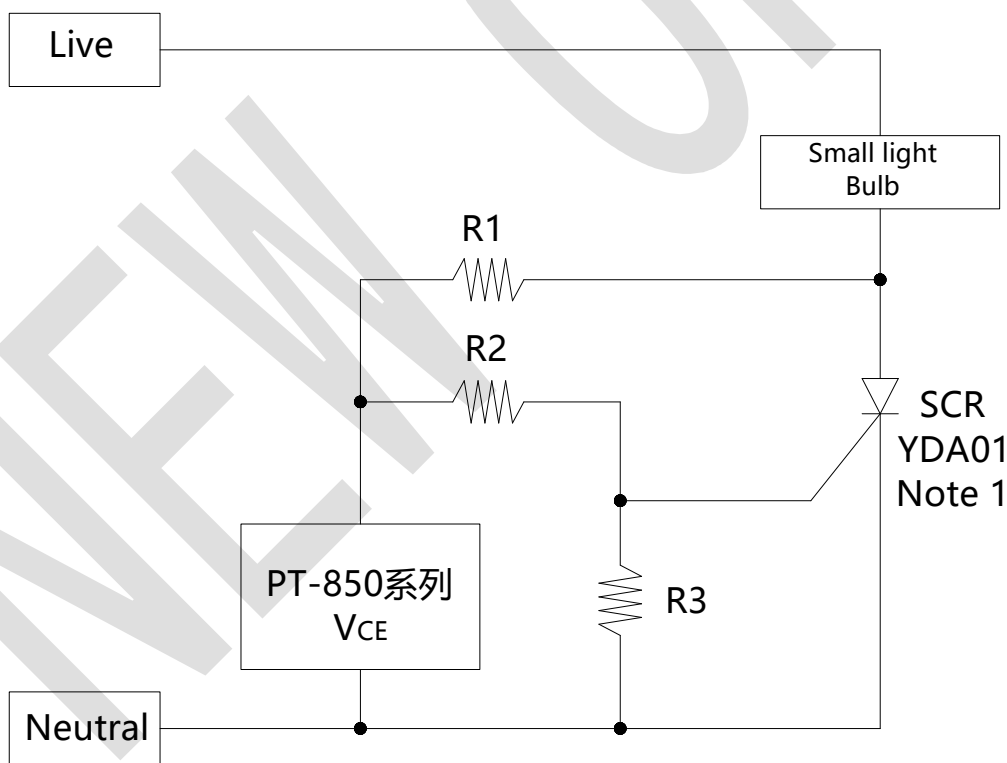 Live
Small light
Bulb
R1
R2
SCR
YDA01
Note 1
PT-850系列
VCE
R3
Neutral
NEW